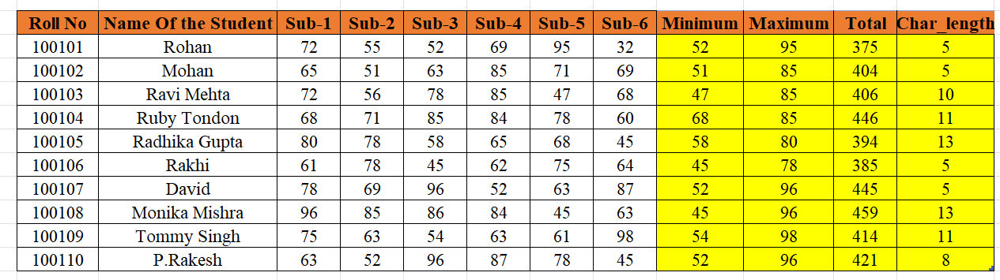 Roll No Name Of the Student Sub-1 Sub-2 Sub-3 Sub-4 Sub-5 Sub-6 Minimum Maximum Total Char_length
100101 Rohan 72 55 52 69 95 32 52 95 375 5
100102 Mohan 65 51 63 85 71 69 51 85 404 5
100103 Ravi Mehta 72 56 78 85 47 68 47 85 406 10
100104 Ruby Tondon 68 71 85 84 78 60 68 85 446 11
100105 Radhika Gupta 80 78 58 65 68 45 58 80 394 13
100106 Rakhi 61 78 45 62 75 64 45 78 385 5
100107 David 78 69 96 52 63 87 52 96 445 5
100108 Monika Mishra 96 85 86 84 45 63 45 96 459 13
100109 Tommy Singh 75 63 54 63 61 98 54 98 414 11
100110 P.Rakesh 63 52 96 87 78 45 52 96 421 8